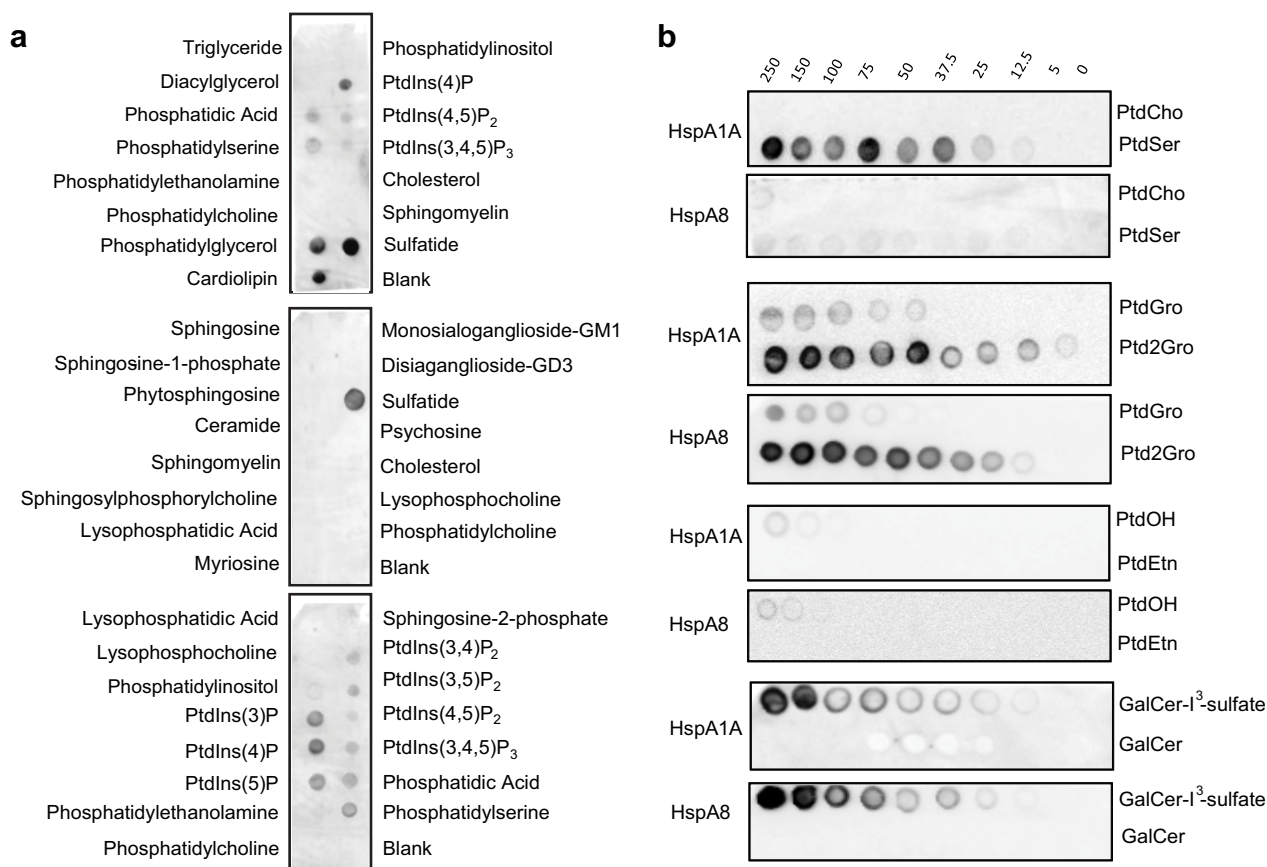 a
Triglyceride Phosphatidylinositol
Diacylglycerol PtdIns(4)P
Phosphatidic Acid PtdIns(4,5)P2
Phosphatidylserine PtdIns(3,4,5)P3
Phosphatidylethanolamine Cholesterol
Phosphatidylcholine Sphingomyelin
Phosphatidylglycerol Sulfatide
Cardiolipin Blank
Sphingosine Monosialoganglioside-GM1
Sphingosine-1-phosphate Disiaganglioside-GD3
Phytosphingosine Sulfatide
Ceramide Psychosine
Sphingomyelin Cholesterol
Sphingosylphosphorylcholine Lysophosphocholine
Lysophosphatidic Acid Phosphatidylcholine
Myriosine Blank
Lysophosphatidic Acid Sphingosine-2-phosphate
Lysophosphocholine PtdIns(3,4)P2
Phosphatidylinositol PtdIns(3,5)P2
PtdIns(3)P PtdIns(4,5)P2
PtdIns(4)P PtdIns(3,4,5)P3
PtdIns(5)P Phosphatidic Acid
Phosphatidylethanolamine Phosphatidylserine
Phosphatidylcholine Blank
b
250 150 100 75 50 37.5 25 12.5 5 0
HspA1A PtdCho
PtdSer
HspA8 PtdCho
PtdSer
HspA1A PtdGro
Ptd2Gro
HspA8 PtdGro
Ptd2Gro
HspA1A PtdOH
PtdEtn
HspA8 PtdOH
PtdEtn
HspA1A GalCer-I3-sulfate
GalCer
HspA8 GalCer-I3-sulfate
GalCer